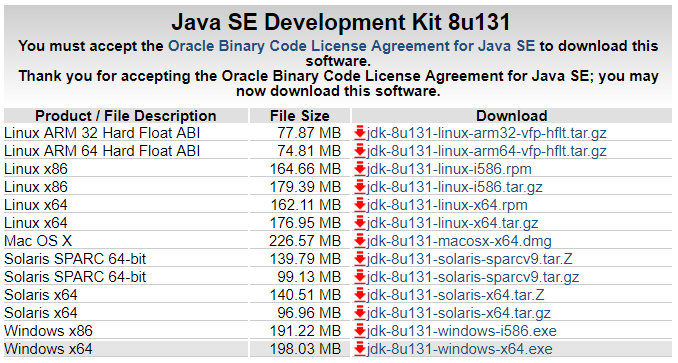 Java SE Development Kit 8u131
You must accept the Oracle Binary Code License Agreement for Java SE to download this
software.
Thank you for accepting the Oracle Binary Code License Agreement for Java SE; you may
now download this software.
Product / File Description File Size Download
Linux ARM 32 Hard Float ABI 77.87 MB jdk-8u131-linux-arm32-vfp-hflt.tar.gz
Linux ARM 64 Hard Float ABI 74.81 MB jdk-8u131-linux-arm64-vfp-hflt.tar.gz
Linux x86 164.66 MB jdk-8u131-linux-i586.rpm
Linux x86 179.39 MB jdk-8u131-linux-i586.tar.gz
Linux x64 162.11 MB jdk-8u131-linux-x64.rpm
Linux x64 176.95 MB jdk-8u131-linux-x64.tar.gz
Mac OS X 226.57 MB jdk-8u131-macosx-x64.dmg
Solaris SPARC 64-bit 139.79 MB jdk-8u131-solaris-sparcv9.tar.Z
Solaris SPARC 64-bit 99.13 MB jdk-8u131-solaris-sparcv9.tar.gz
Solaris x64 140.51 MB jdk-8u131-solaris-x64.tar.Z
Solaris x64 96.96 MB jdk-8u131-solaris-x64.tar.gz
Windows x86 191.22 MB jdk-8u131-windows-i586.exe
Windows x64 198.03 MB jdk-8u131-windows-x64.exe